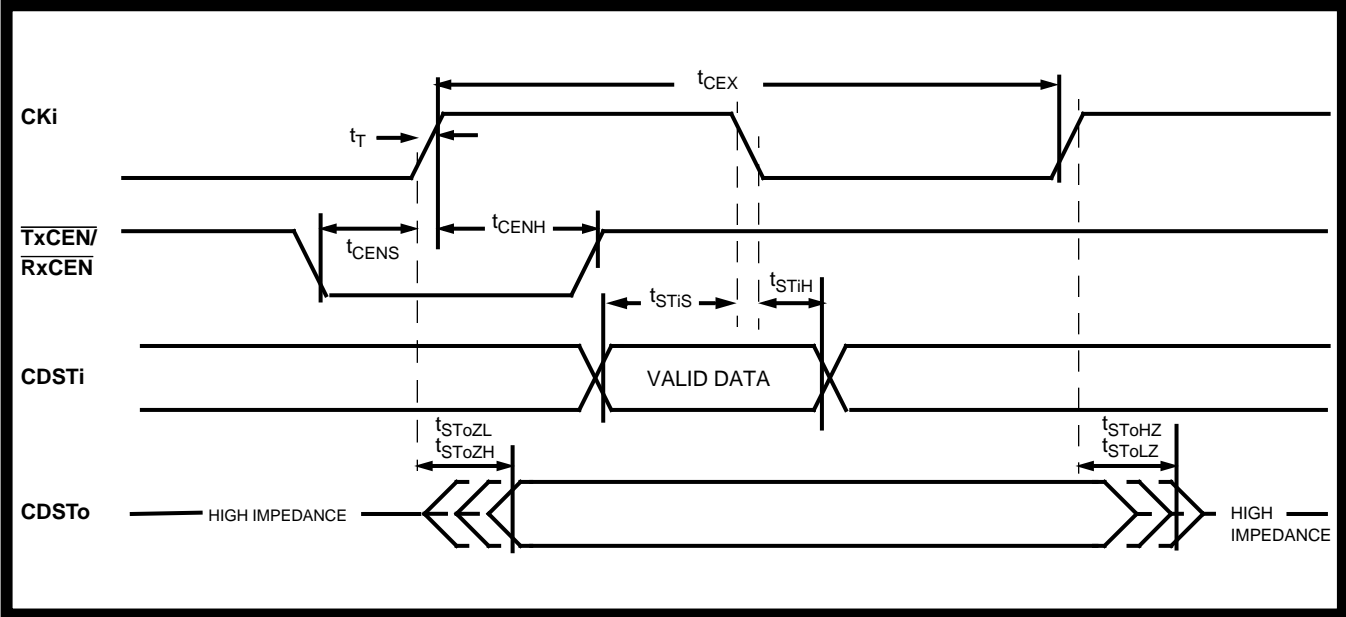 tCEX
CKi
tT
TxCEN/
RxCEN
tCENS
tCENH
tSTiS
tSTiH
CDSTi
VALID DATA
tSToZL
tSToZH
tSToHZ
tSToLZ
CDSTo
HIGH IMPEDANCE
HIGH
IMPEDANCE